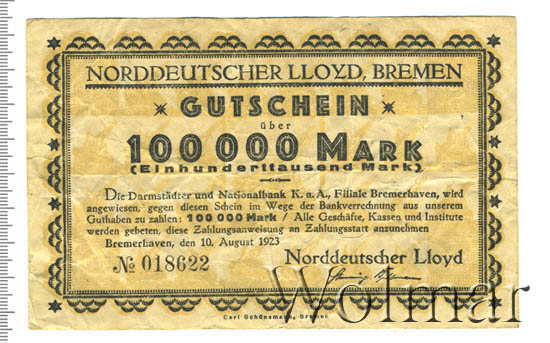 NORDDEUTSCHER LLOYD, BREMEN
GUTSCHEIN
über
100 000 MARK
(Einhunderttausend Mark)
Die Darmstädter und Nationalbank K. a. A., Filiale Bremerhaven, wird
angewiesen, gegen diesen Schein im Wege der Bankverrechnung aus unserem
Guthaben zu zahlen: 100 000 Mark / Alle Geschäfte, Kassen und Institute
werden gebeten, diese Zahlungsanweisung an Zahlungsstatt anzunehmen
Bremerhaven, den 10. August 1923
№ 018622
Norddeutscher Lloyd
Carl Schünemann, Bremen
Wolmar